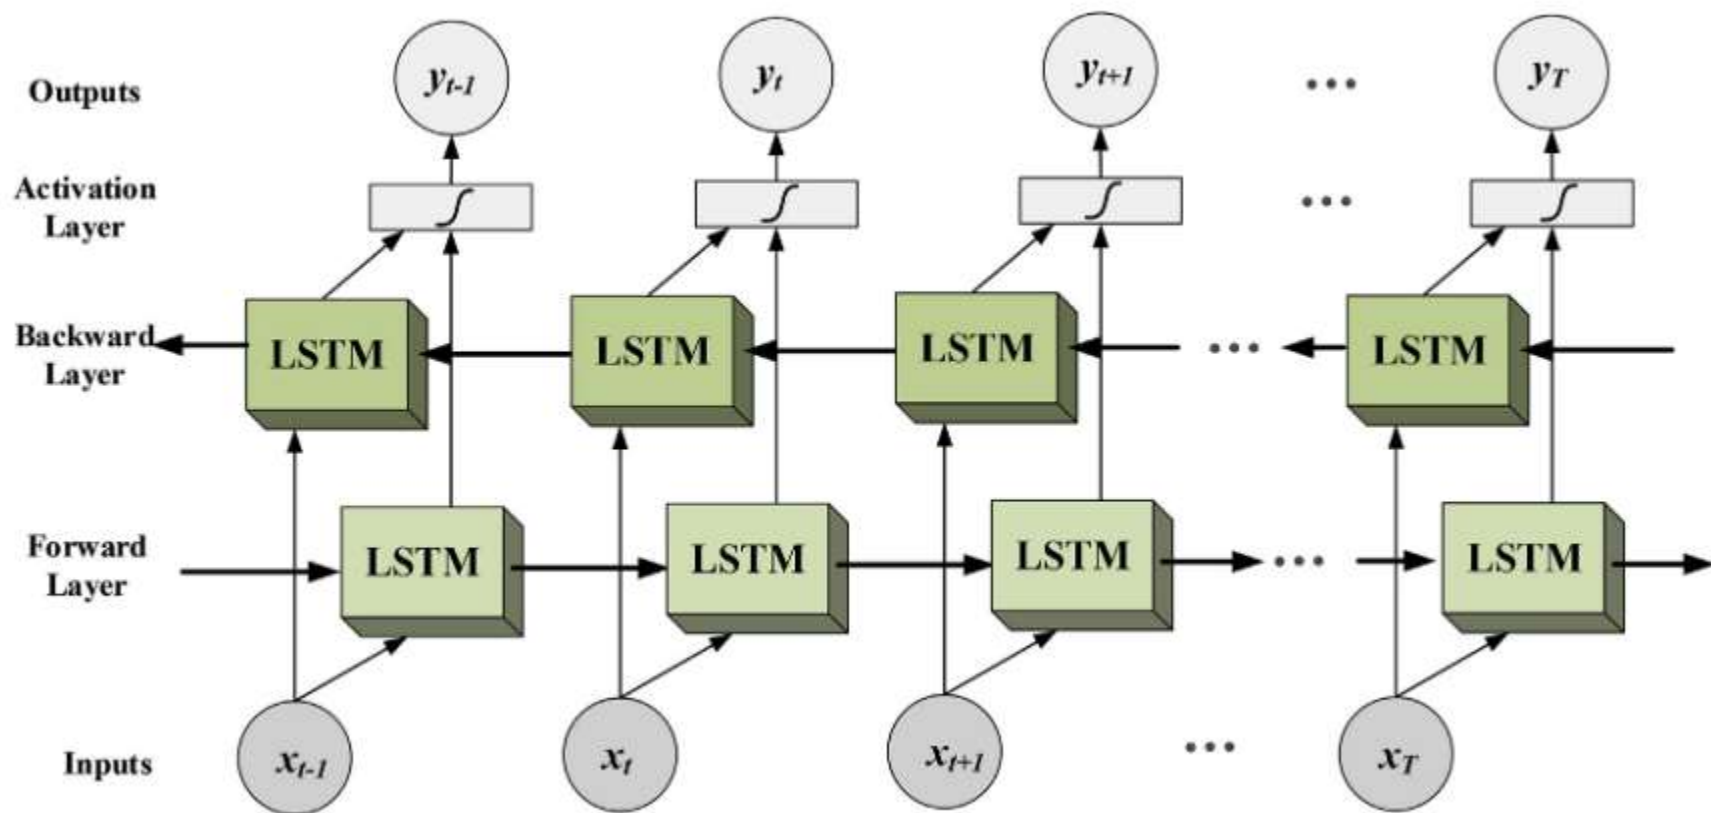 Outputs
y_{t-1} y_t y_{t+1} ... y_T
Activation
Layer
∫ ∫ ∫ ... ∫
Backward
Layer
LSTM LSTM LSTM ... LSTM
Forward
Layer
LSTM LSTM LSTM ... LSTM
Inputs
x_{t-1} x_t x_{t+1} ... x_T